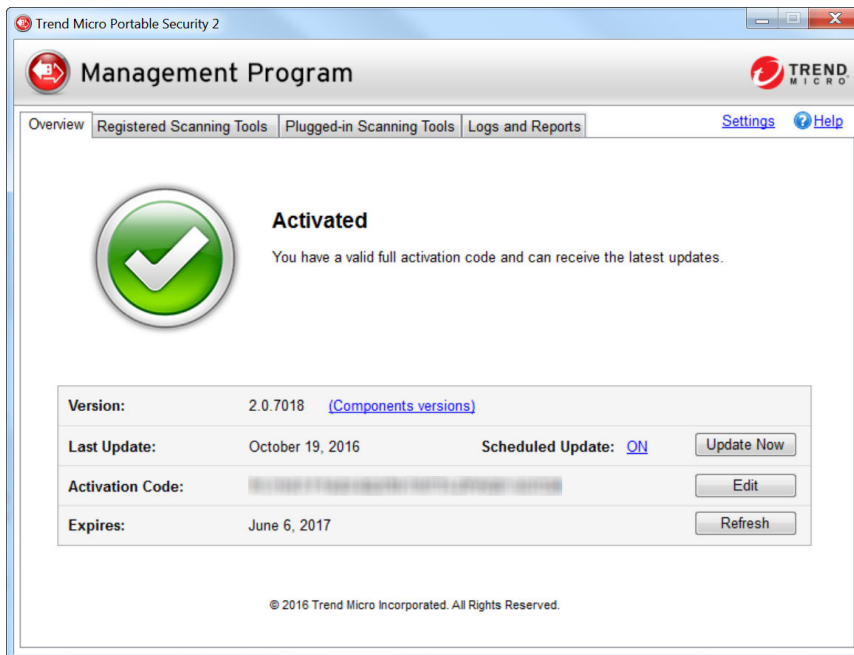 Trend Micro Portable Security 2
Management Program
TREND
MICRO
Overview Registered Scanning Tools Plugged-in Scanning Tools Logs and Reports Settings Help
Activated
You have a valid full activation code and can receive the latest updates.
Version: 2.0.7018 (Components versions)
Last Update: October 19, 2016 Scheduled Update: ON Update Now
Activation Code: Edit
Expires: June 6, 2017 Refresh
© 2016 Trend Micro Incorporated. All Rights Reserved.